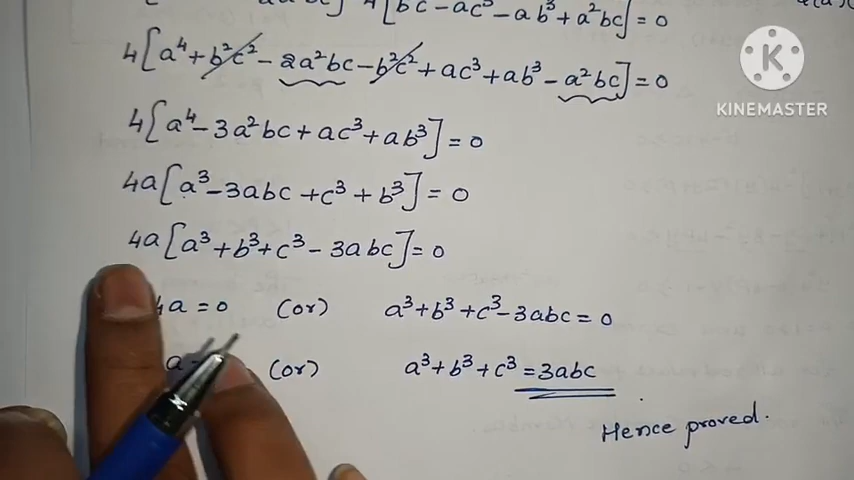 4[bc - ac³ - ab³ + a²bc] = 0
4[a⁴ + b²c² - 2a²bc - b²c² + ac³ + ab³ - a²bc] = 0
K
KINEMASTER
4[a⁴ - 3a²bc + ac³ + ab³] = 0
4a[a³ - 3abc + c³ + b³] = 0
4a[a³ + b³ + c³ - 3abc] = 0
4a = 0 (or) a³ + b³ + c³ - 3abc = 0
a (or) a³ + b³ + c³ = 3abc
Hence proved.